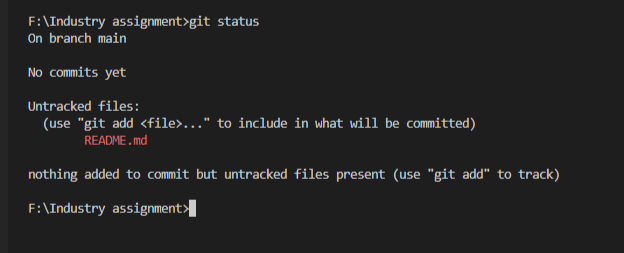 F:\Industry assignment>git status
On branch main
No commits yet
Untracked files:
(use "git add <file>..." to include in what will be committed)
README.md
nothing added to commit but untracked files present (use "git add" to track)
F:\Industry assignment>